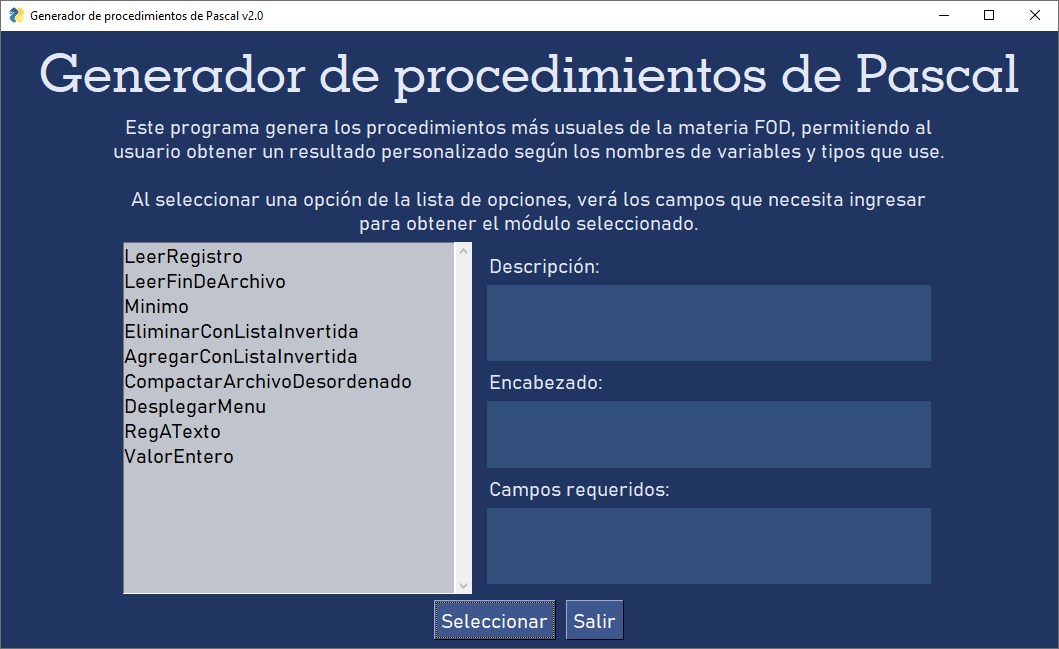 Generador de procedimientos de Pascal v2.0
Generador de procedimientos de Pascal
Este programa genera los procedimientos más usuales de la materia FOD, permitiendo al
usuario obtener un resultado personalizado según los nombres de variables y tipos que use.
Al seleccionar una opción de la lista de opciones, verá los campos que necesita ingresar
para obtener el módulo seleccionado.
LeerRegistro
LeerFinDeArchivo
Minimo
EliminarConListaInvertida
AgregarConListaInvertida
CompactarArchivoDesordenado
DesplegarMenu
RegATexto
ValorEntero
Descripción:
Encabezado:
Campos requeridos:
Seleccionar
Salir